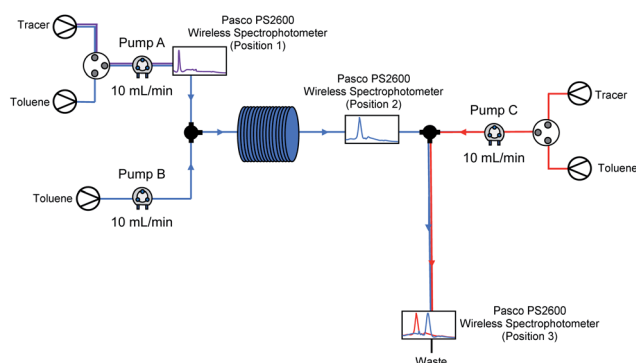 Tracer
Pump A
Pasco PS2600
Wireless Spectrophotometer
(Position 1)
10 mL/min
Toluene
Pasco PS2600
Wireless Spectrophotometer
(Position 2)
Pump C
Tracer
10 mL/min
Toluene
Pump B
Toluene
10 mL/min
Pasco PS2600
Wireless Spectrophotometer
(Position 3)
Waste